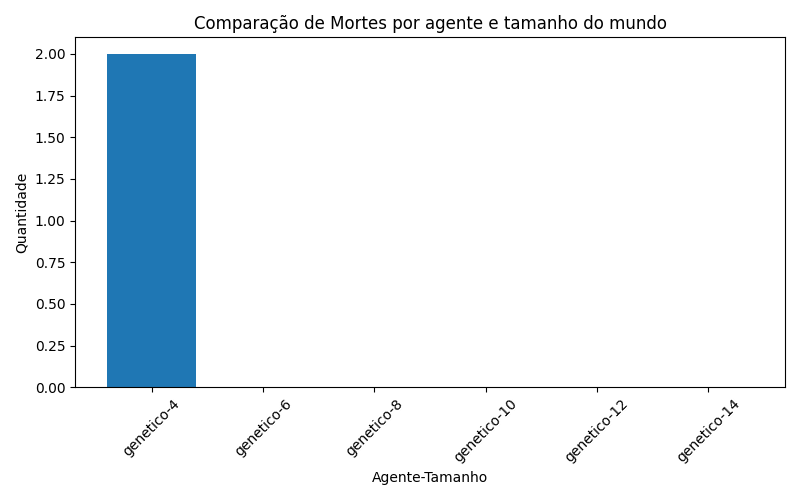 Comparação de Mortes por agente e tamanho do mundo
2.00
1.75
1.50
1.25
1.00
0.75
0.50
0.25
0.00
Quantidade
genetico-4
genetico-6
genetico-8
genetico-10
genetico-12
genetico-14
Agente-Tamanho